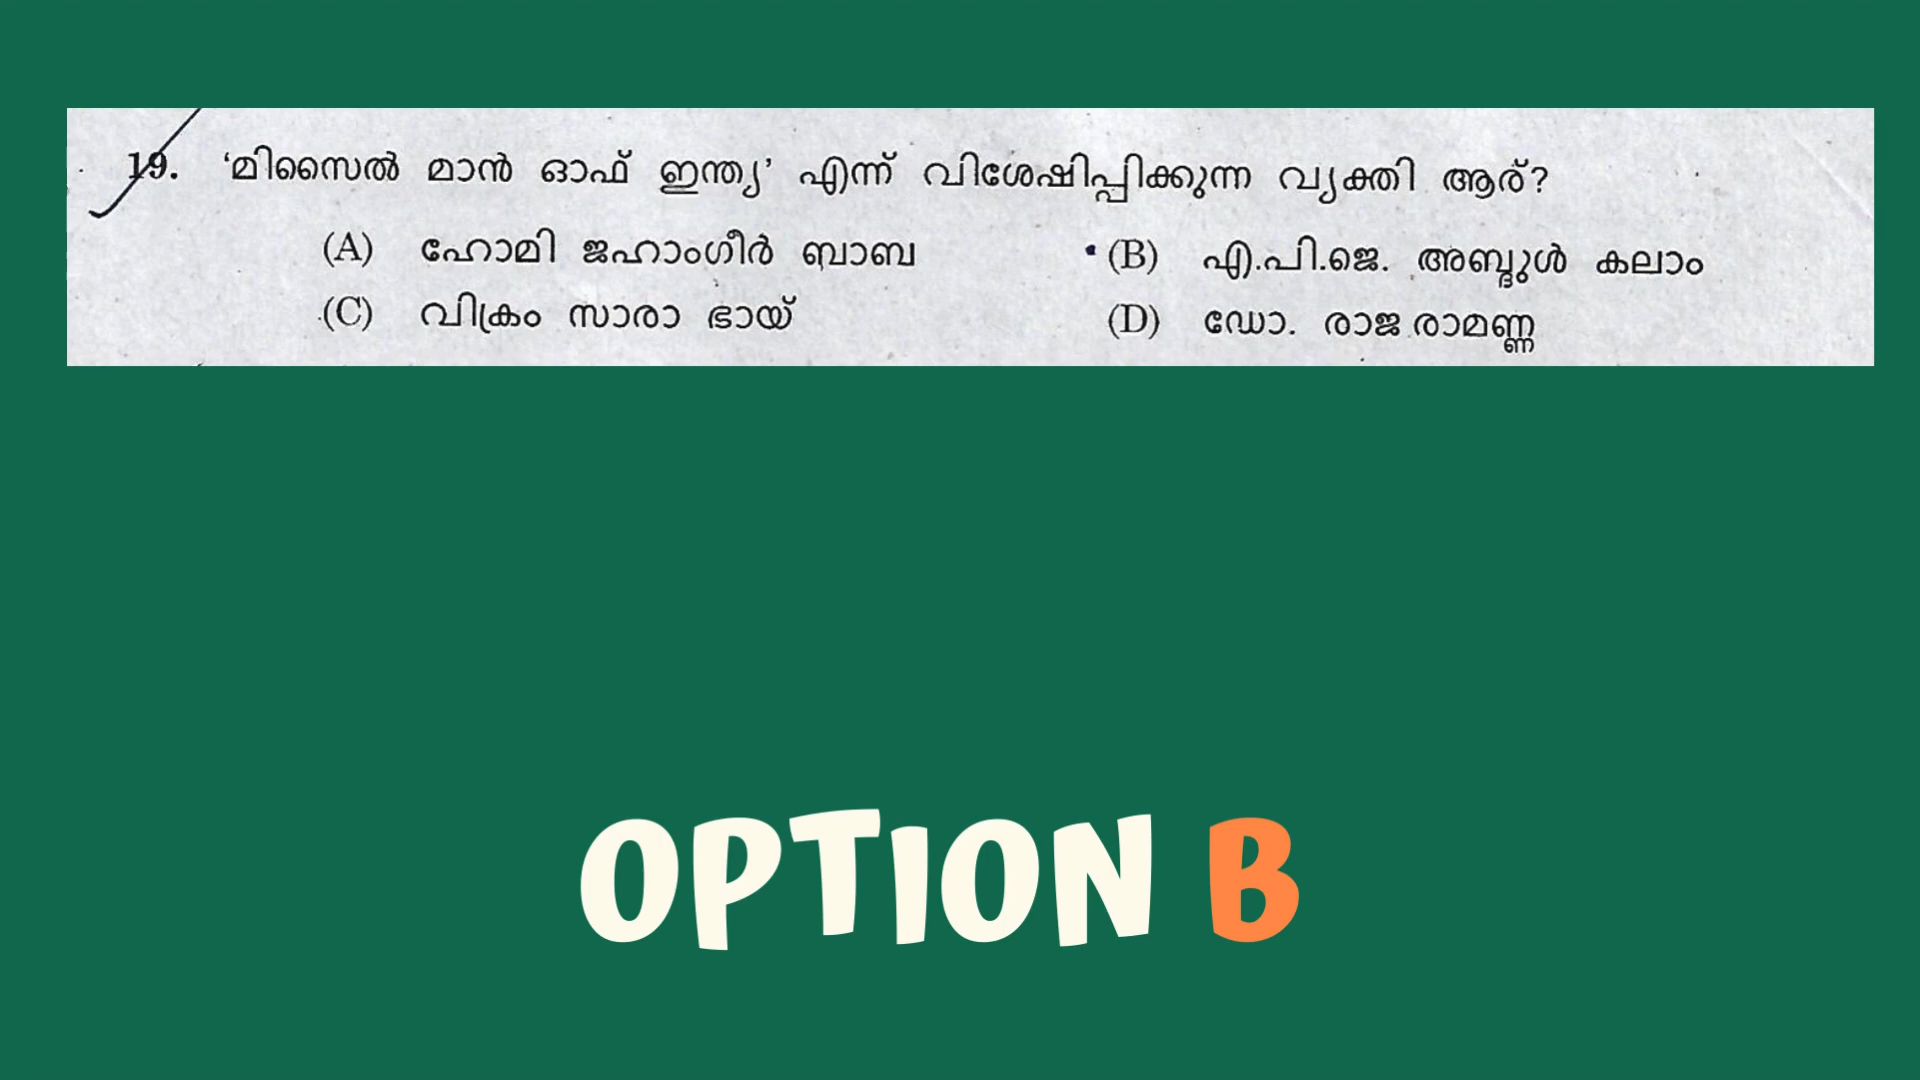 19. ‘മിസൈൽ മാൻ ഓഫ് ഇന്ത്യ’ എന്ന് വിശേഷിപ്പിക്കുന്ന വ്യക്തി ആര്?
(A) ഹോമി ജഹാംഗീർ ബാബ (B) എ.പി.ജെ. അബ്ദുൾ കലാം
(C) വിക്രം സാരാ ഭായ് (D) ഡോ. രാജ രാമണ്ണ
OPTION B